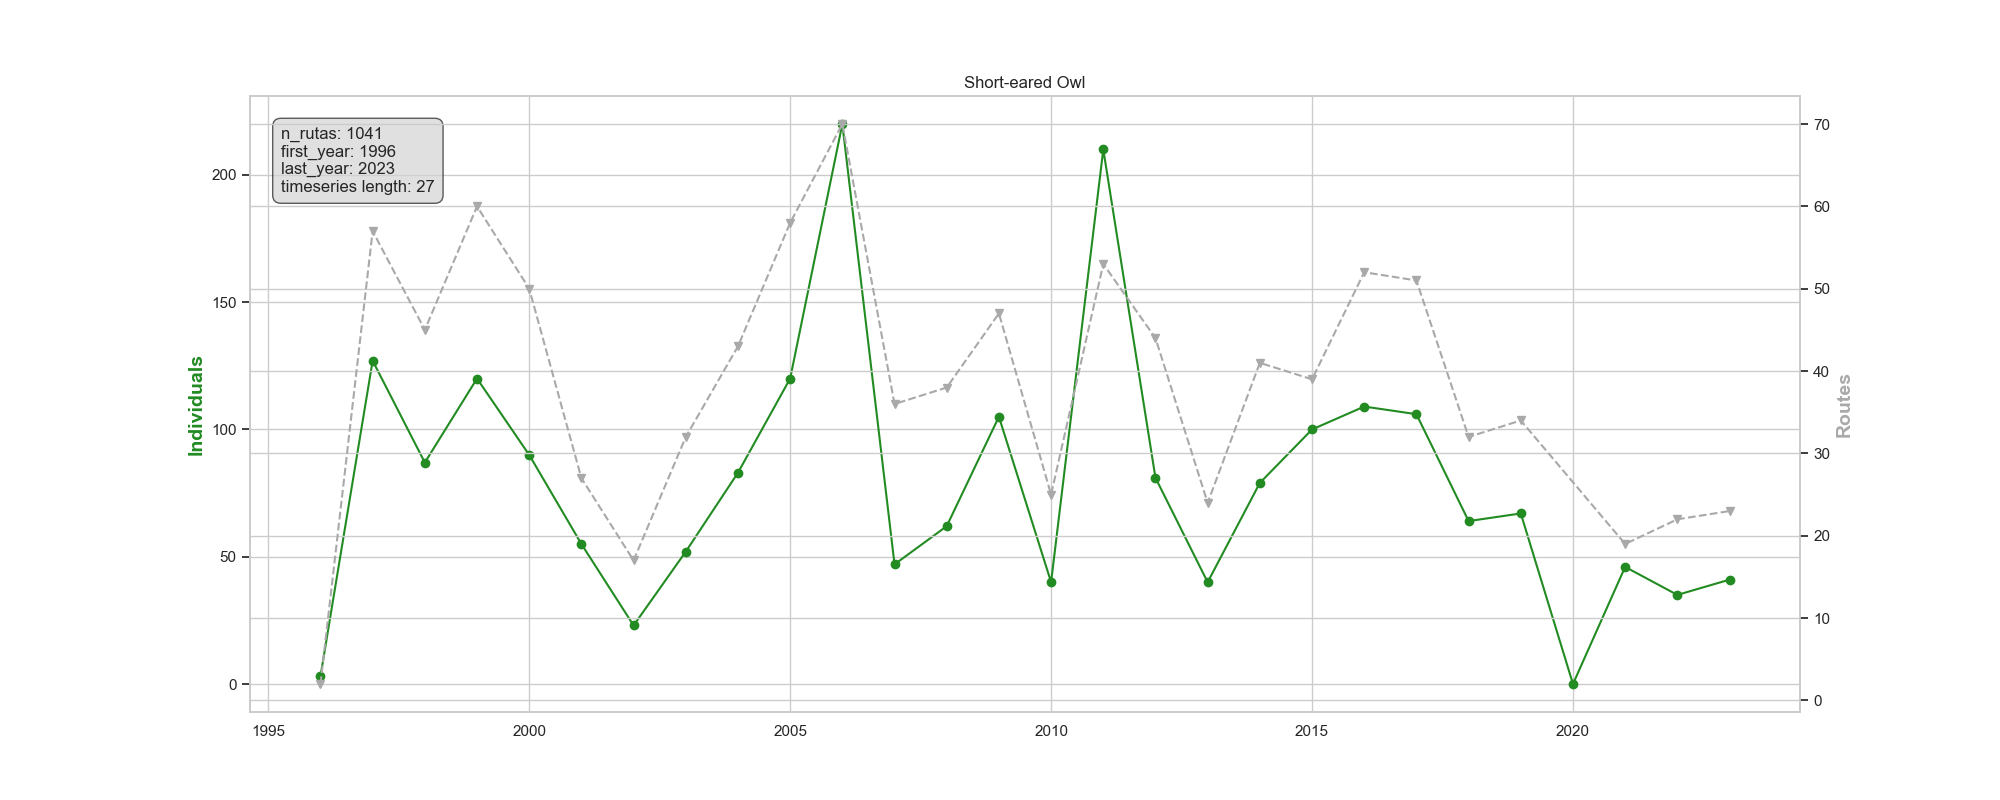 Short-eared Owl
n_rutas: 1041
first_year: 1996
last_year: 2023
timeseries length: 27
200
150
100
50
0
Individuals
70
60
50
40
30
20
10
0
Routes
1995 2000 2005 2010 2015 2020